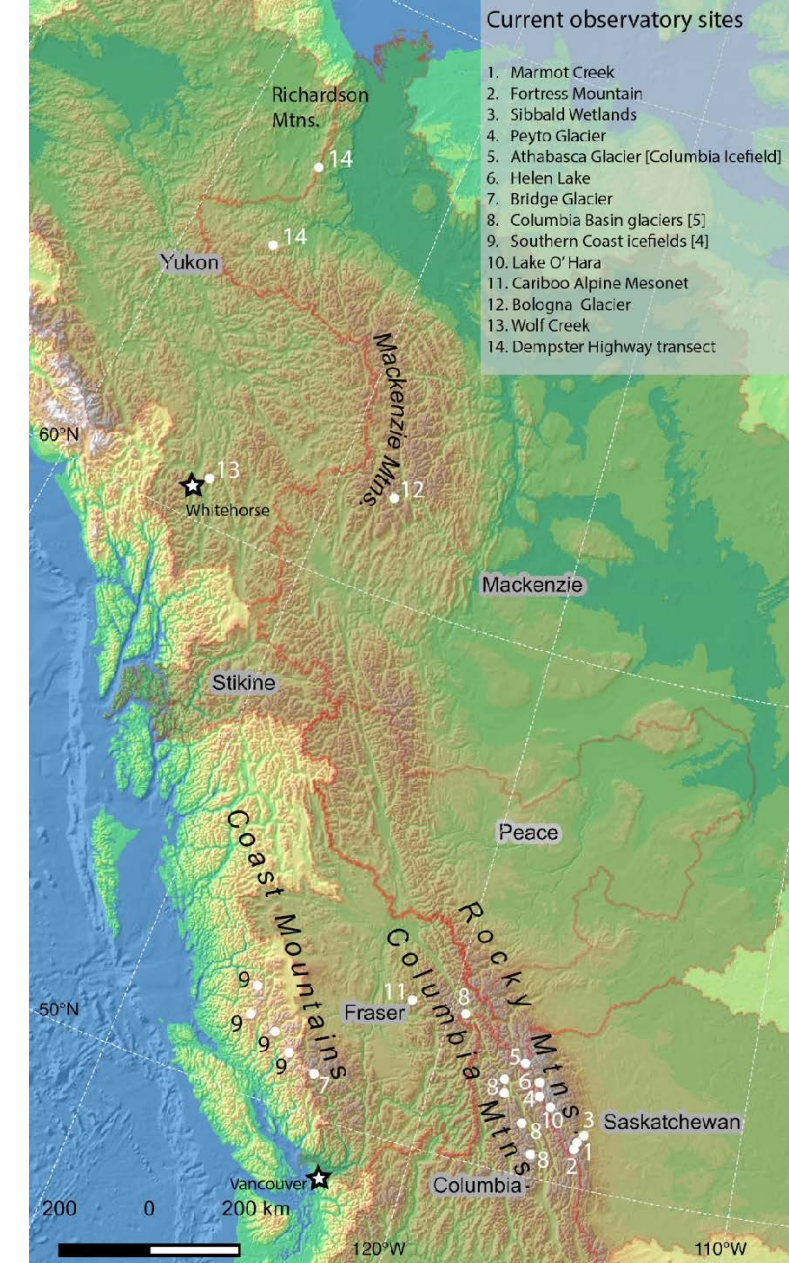 Current observatory sites
1. Marmot Creek
2. Fortress Mountain
3. Sibbald Wetlands
4. Peyto Glacier
5. Athabasca Glacier [Columbia Icefield]
6. Helen Lake
7. Bridge Glacier
8. Columbia Basin glaciers [5]
9. Southern Coast icefields [4]
10. Lake O' Hara
11. Cariboo Alpine Mesonet
12. Bologna Glacier
13. Wolf Creek
14. Dempster Highway transect
Richardson
Mtns.
14
14
Yukon
Mackenzie Mtns.
60°N
13
Whitehorse
12
Mackenzie
Stikine
Peace
Coast Mountains
Rocky Mtns.
Columbia Mtns.
9
9
9
9
7
50°N
11
Fraser
8
5
8
6
4
10
8
3
1
2
8
Saskatchewan
Columbia
Vancouver
200 0 200 km
120°W
110°W